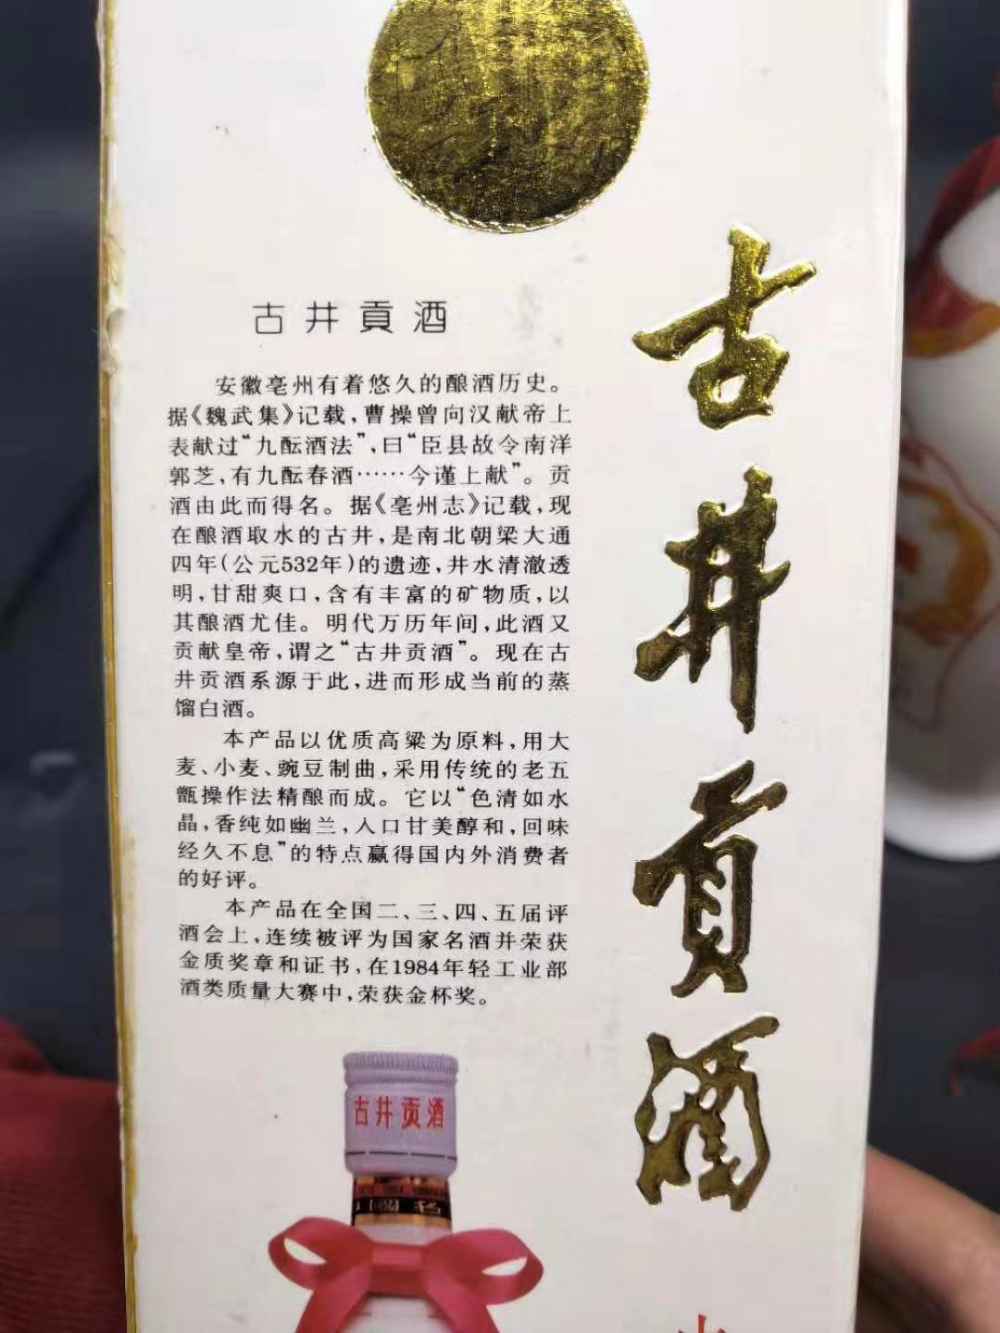 古井貢酒
安徽亳州有着悠久的酿酒历史。
据《魏武集》记载，曹操曾向汉献帝上
表献过“九酝酒法”，曰“臣县故令南洋
郭芝，有九酝春酒……今谨上献”。贡
酒由此而得名。据《亳州志》记载，现
在酿酒取水的古井，是南北朝梁大通
四年(公元532年)的遗迹，井水清澈透
明，甘甜爽口，含有丰富的矿物质，以
其酿酒尤佳。明代万历年间，此酒又
贡献皇帝，谓之“古井贡酒”。现在古
井贡酒系源于此，进而形成当前的蒸
馏白酒。
本产品以优质高粱为原料，用大
麦、小麦、豌豆制曲，采用传统的老五
甑操作法精酿而成。它以“色清如水
晶，香纯如幽兰，入口甘美醇和，回味
经久不息”的特点赢得国内外消费者
的好评。
本产品在全国二、三、四、五届评
酒会上，连续被评为国家名酒并荣获
金质奖章和证书，在1984年轻工业部
酒类质量大赛中，荣获金杯奖。
古井贡酒
古井貢酒